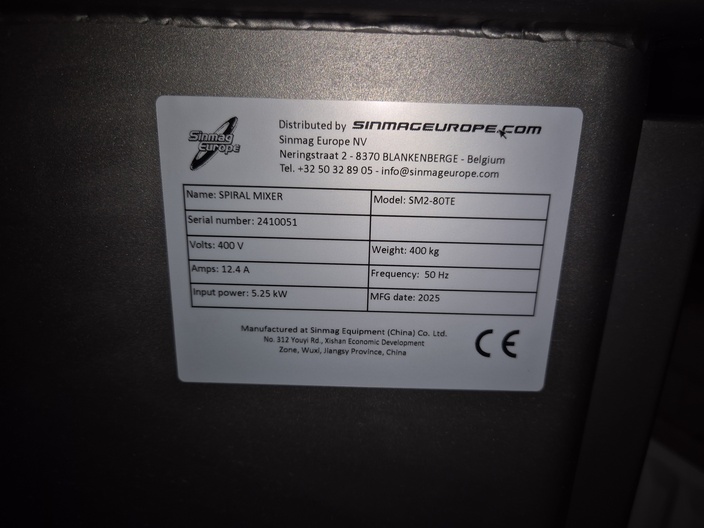 Sinmag
Europe
Distributed by SINMAGEUROPE.COM
Sinmag Europe NV
Neringstraat 2 - 8370 BLANKENBERGE - Belgium
Tel. +32 50 32 89 05 - info@sinmageurope.com
Name: SPIRAL MIXER
Model: SM2-80TE
Serial number: 2410051
Volts: 400 V
Weight: 400 kg
Amps: 12.4 A
Frequency: 50 Hz
Input power: 5.25 kW
MFG date: 2025
Manufactured at Sinmag Equipment (China) Co. Ltd.
No. 312 Youyi Rd., Xishan Economic Development
Zone, Wuxi, Jiangsy Province, China
CE